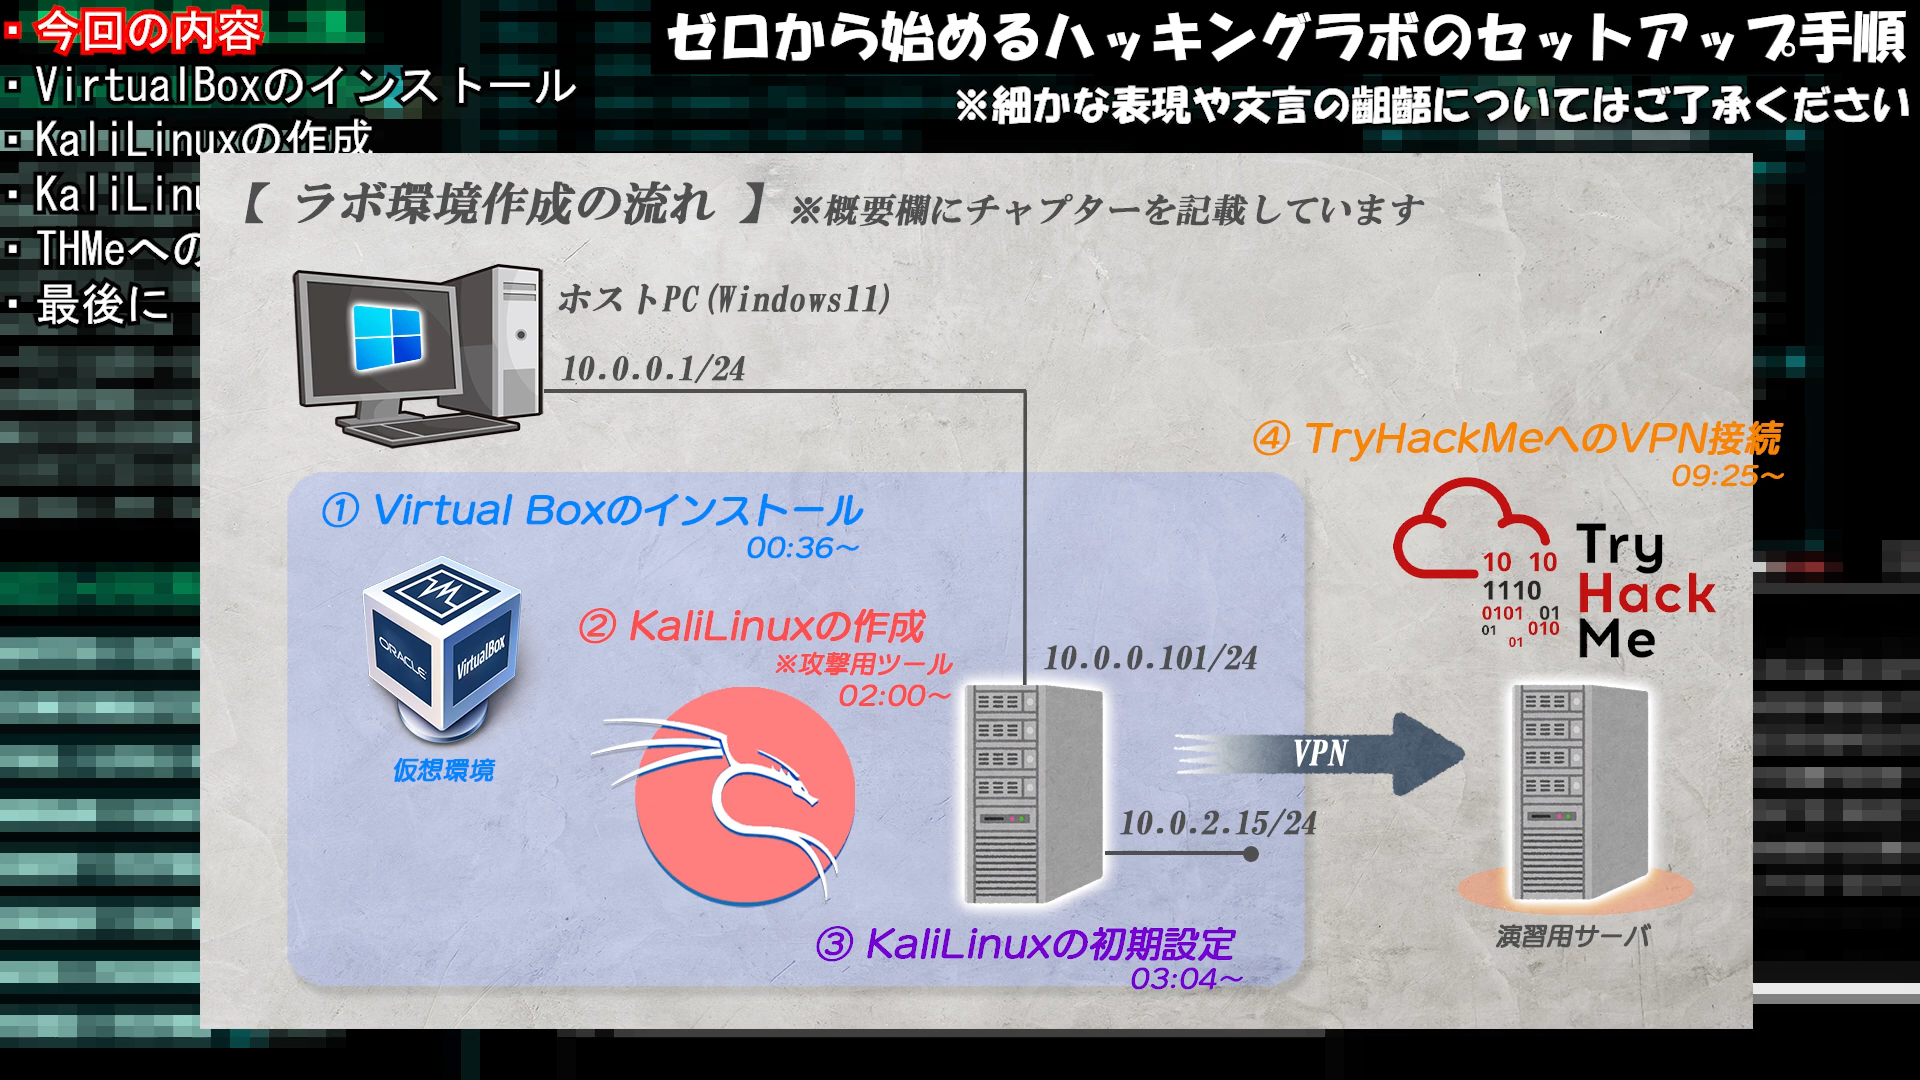 ・今回の内容
・VirtualBoxのインストール
・KaliLinuxの作成
・KaliLinu
・THMeへの
・最後に
ゼロから始めるハッキングラボのセットアップ手順
※細かな表現や文言の齟齬についてはご了承ください
【 ラボ環境作成の流れ 】※概要欄にチャプターを記載しています
ホストPC(Windows11)
10.0.0.1/24
① Virtual Boxのインストール
00:36～
ORACLE
VirtualBox
仮想環境
② KaliLinuxの作成
※攻撃用ツール
02:00～
10.0.0.101/24
10.0.2.15/24
③ KaliLinuxの初期設定
03:04～
VPN
④ TryHackMeへのVPN接続
09:25～
10 10
1110
0101 01
01 010
01
Try
Hack
Me
演習用サーバ